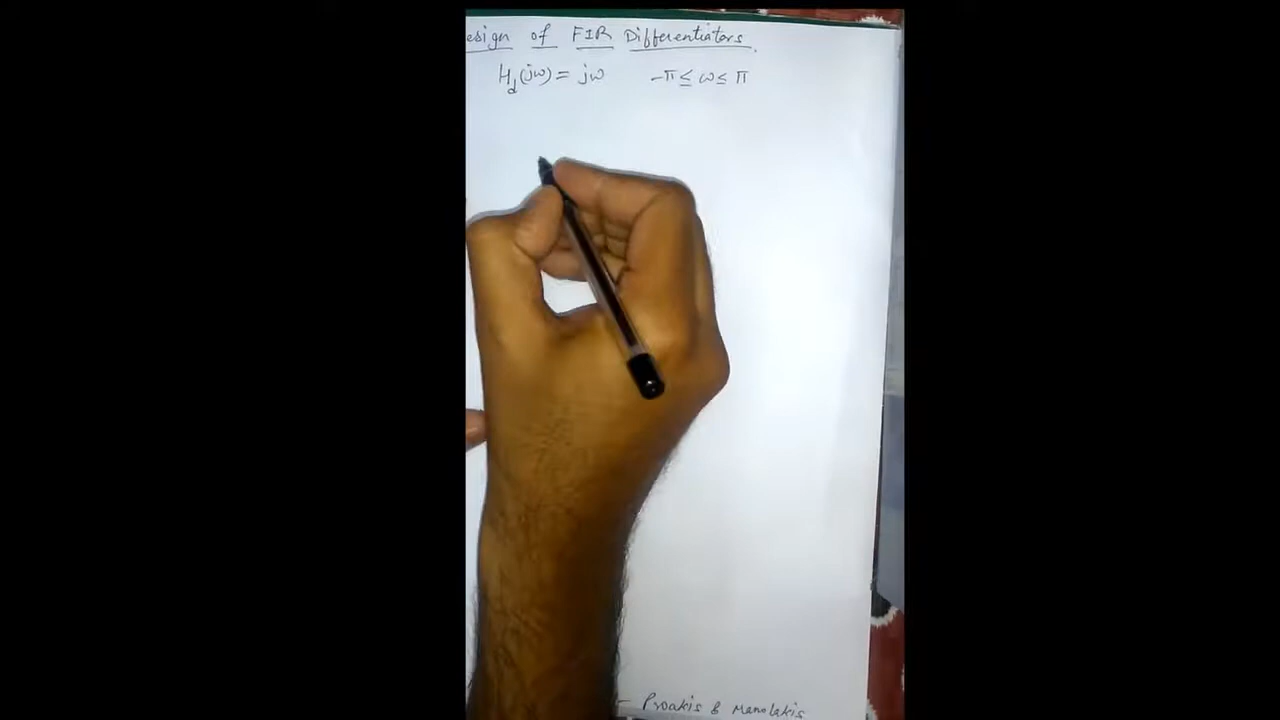 esign of FIR Differentiators.
H_d(jω) = jω -π ≤ ω ≤ π
- Proakis & Manolakis